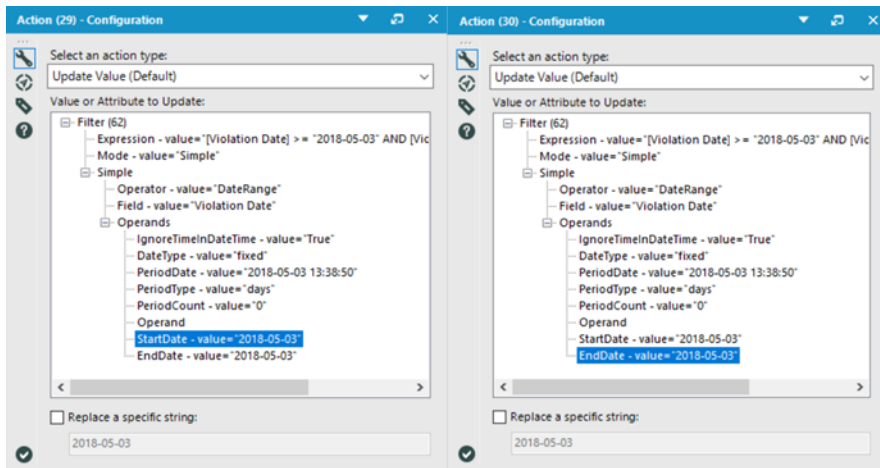 Action (29) - Configuration
Select an action type:
Update Value (Default)
Value or Attribute to Update:
Filter (62)
Expression - value="[Violation Date] >= "2018-05-03" AND [Vic
Mode - value="Simple"
Simple
Operator - value="DateRange"
Field - value="Violation Date"
Operands
IgnoreTimeInDateTime - value="True"
DateType - value="fixed"
PeriodDate - value="2018-05-03 13:38:50"
PeriodType - value="days"
PeriodCount - value="0"
Operand
StartDate - value="2018-05-03"
EndDate - value="2018-05-03"
Replace a specific string:
2018-05-03
Action (30) - Configuration
Select an action type:
Update Value (Default)
Value or Attribute to Update:
Filter (62)
Expression - value="[Violation Date] >= "2018-05-03" AND [Vic
Mode - value="Simple"
Simple
Operator - value="DateRange"
Field - value="Violation Date"
Operands
IgnoreTimeInDateTime - value="True"
DateType - value="fixed"
PeriodDate - value="2018-05-03 13:38:50"
PeriodType - value="days"
PeriodCount - value="0"
Operand
StartDate - value="2018-05-03"
EndDate - value="2018-05-03"
Replace a specific string:
2018-05-03